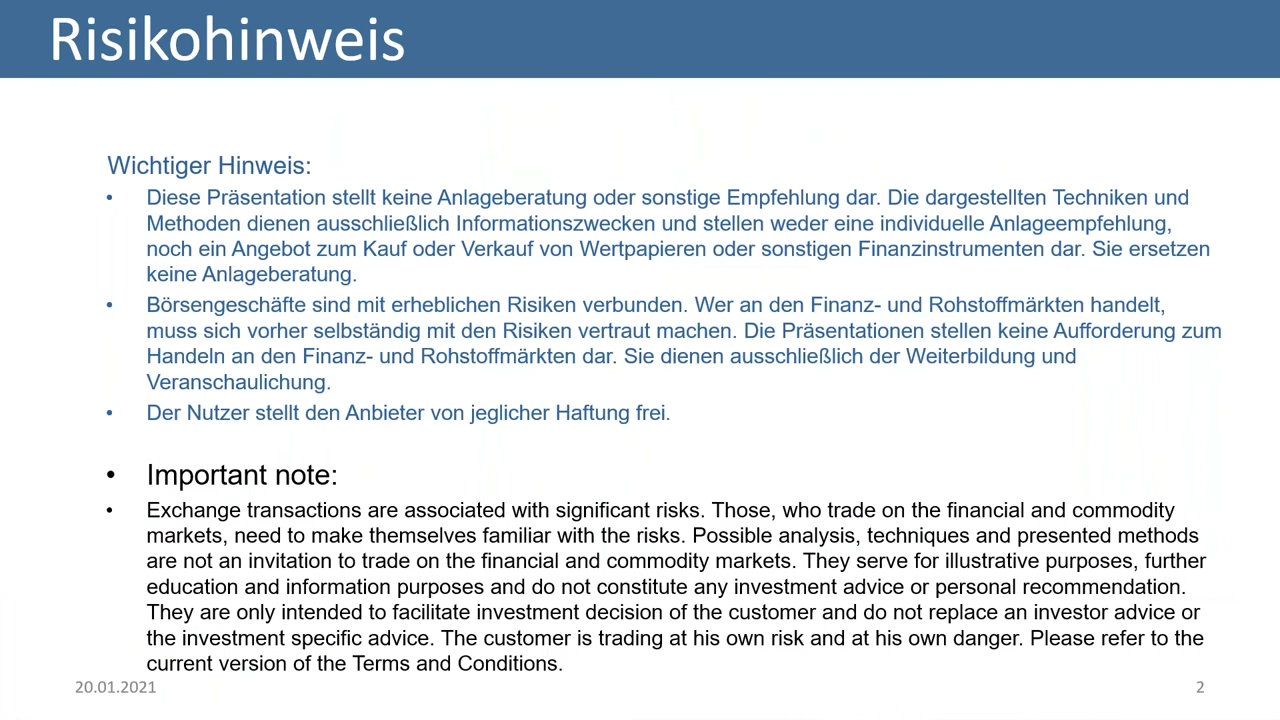 Risikohinweis
Wichtiger Hinweis:
• Diese Präsentation stellt keine Anlageberatung oder sonstige Empfehlung dar. Die dargestellten Techniken und
Methoden dienen ausschließlich Informationszwecken und stellen weder eine individuelle Anlageempfehlung,
noch ein Angebot zum Kauf oder Verkauf von Wertpapieren oder sonstigen Finanzinstrumenten dar. Sie ersetzen
keine Anlageberatung.
• Börsengeschäfte sind mit erheblichen Risiken verbunden. Wer an den Finanz- und Rohstoffmärkten handelt,
muss sich vorher selbständig mit den Risiken vertraut machen. Die Präsentationen stellen keine Aufforderung zum
Handeln an den Finanz- und Rohstoffmärkten dar. Sie dienen ausschließlich der Weiterbildung und
Veranschaulichung.
• Der Nutzer stellt den Anbieter von jeglicher Haftung frei.
• Important note:
• Exchange transactions are associated with significant risks. Those, who trade on the financial and commodity
markets, need to make themselves familiar with the risks. Possible analysis, techniques and presented methods
are not an invitation to trade on the financial and commodity markets. They serve for illustrative purposes, further
education and information purposes and do not constitute any investment advice or personal recommendation.
They are only intended to facilitate investment decision of the customer and do not replace an investor advice or
the investment specific advice. The customer is trading at his own risk and at his own danger. Please refer to the
current version of the Terms and Conditions.
20.01.2021
2